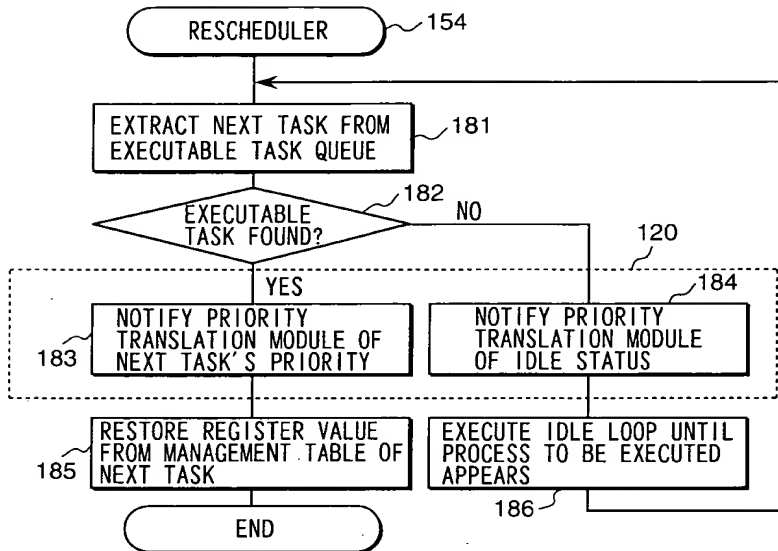 RESCHEDULER
154
EXTRACT NEXT TASK FROM
EXECUTABLE TASK QUEUE
181
182
EXECUTABLE
TASK FOUND?
NO
120
YES
184
NOTIFY PRIORITY
TRANSLATION MODULE OF
NEXT TASK'S PRIORITY
183
NOTIFY PRIORITY
TRANSLATION MODULE
OF IDLE STATUS
RESTORE REGISTER VALUE
FROM MANAGEMENT TABLE OF
NEXT TASK
185
EXECUTE IDLE LOOP UNTIL
PROCESS TO BE EXECUTED
APPEARS
186
END